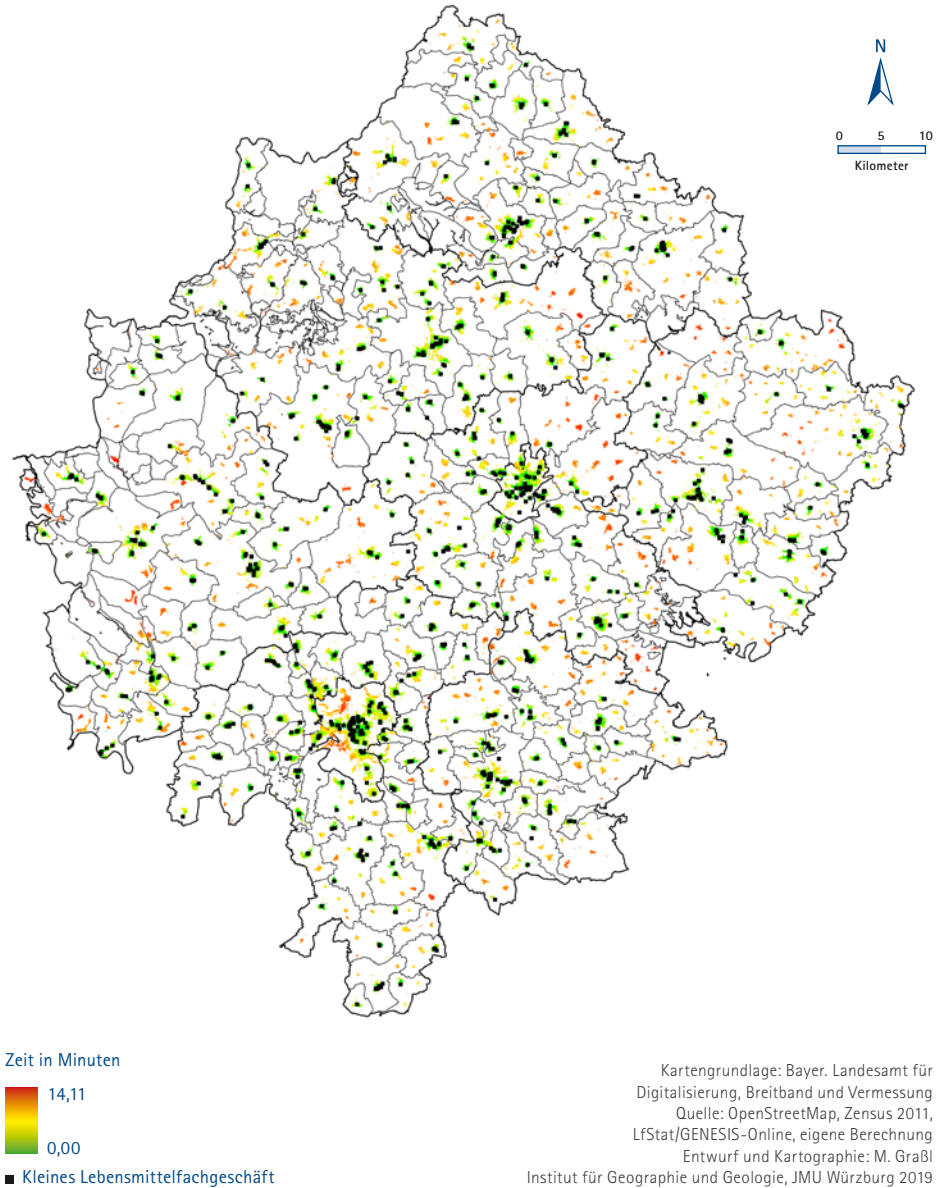 N
0 5 10
Kilometer
Zeit in Minuten
14,11
0,00
Kleines Lebensmittelfachgeschäft
Kartengrundlage: Bayer. Landesamt für
Digitalisierung, Breitband und Vermessung
Quelle: OpenStreetMap, Zensus 2011,
LfStat/GENESIS-Online, eigene Berechnung
Entwurf und Kartographie: M. Graßl
Institut für Geographie und Geologie, JMU Würzburg 2019